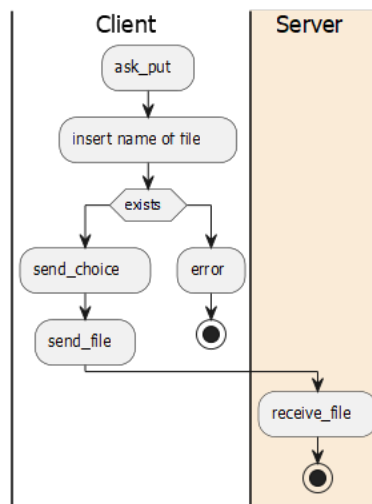 Client
Server
ask_put
insert name of file
exists
send_choice
error
send_file
receive_file